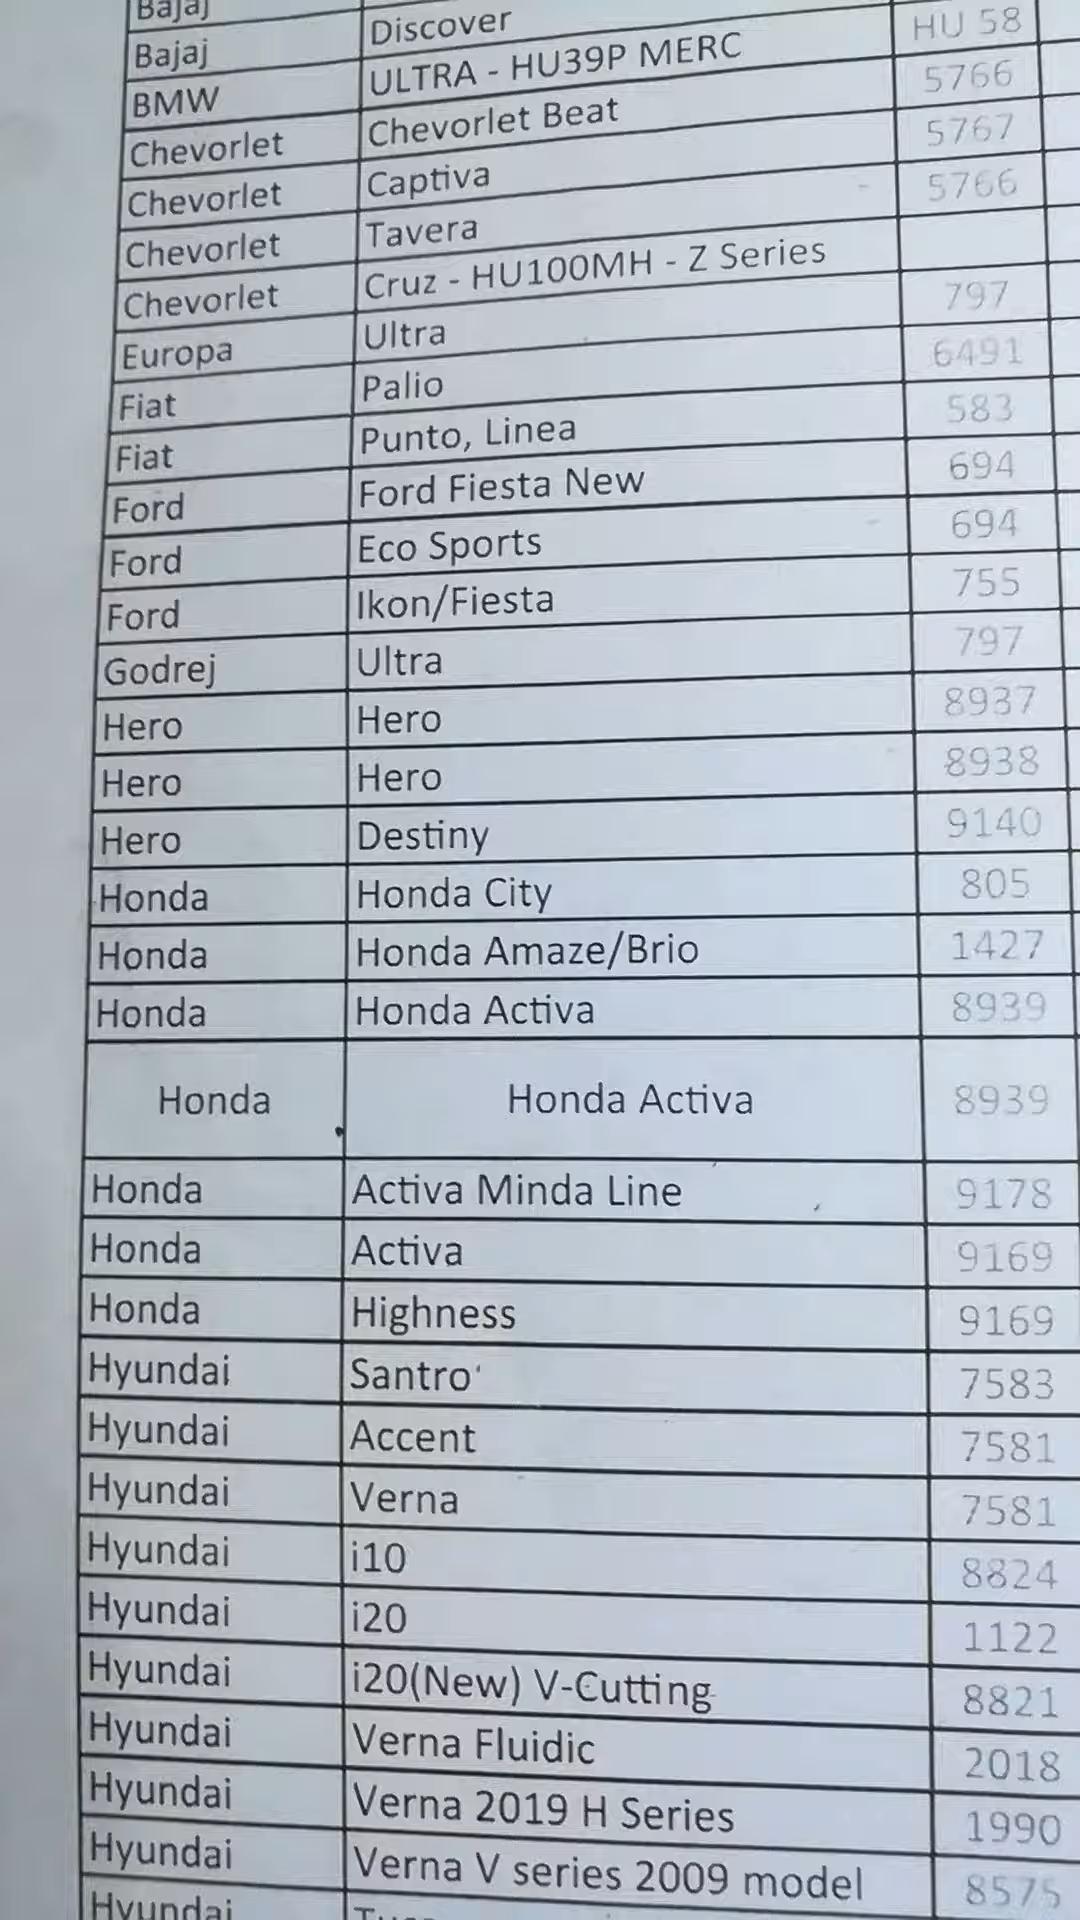 Bajaj
Bajaj Discover
BMW ULTRA - HU39P MERC HU 58
Chevorlet Chevorlet Beat 5766
Chevorlet Captiva 5767
Chevorlet Tavera 5766
Chevorlet Cruz - HU100MH - Z Series
Europa Ultra 797
Fiat Palio 6491
Fiat Punto, Linea 583
Ford Ford Fiesta New 694
Ford Eco Sports 694
Ford Ikon/Fiesta 755
Godrej Ultra 797
Hero Hero 8937
Hero Hero 8938
Hero Destiny 9140
Honda Honda City 805
Honda Honda Amaze/Brio 1427
Honda Honda Activa 8939
Honda Honda Activa 8939
Honda Activa Minda Line 9178
Honda Activa 9169
Honda Highness 9169
Hyundai Santro 7583
Hyundai Accent 7581
Hyundai Verna 7581
Hyundai i10 8824
Hyundai i20 1122
Hyundai i20(New) V-Cutting 8821
Hyundai Verna Fluidic 2018
Hyundai Verna 2019 H Series 1990
Hyundai Verna V series 2009 model 8575
Hyundai